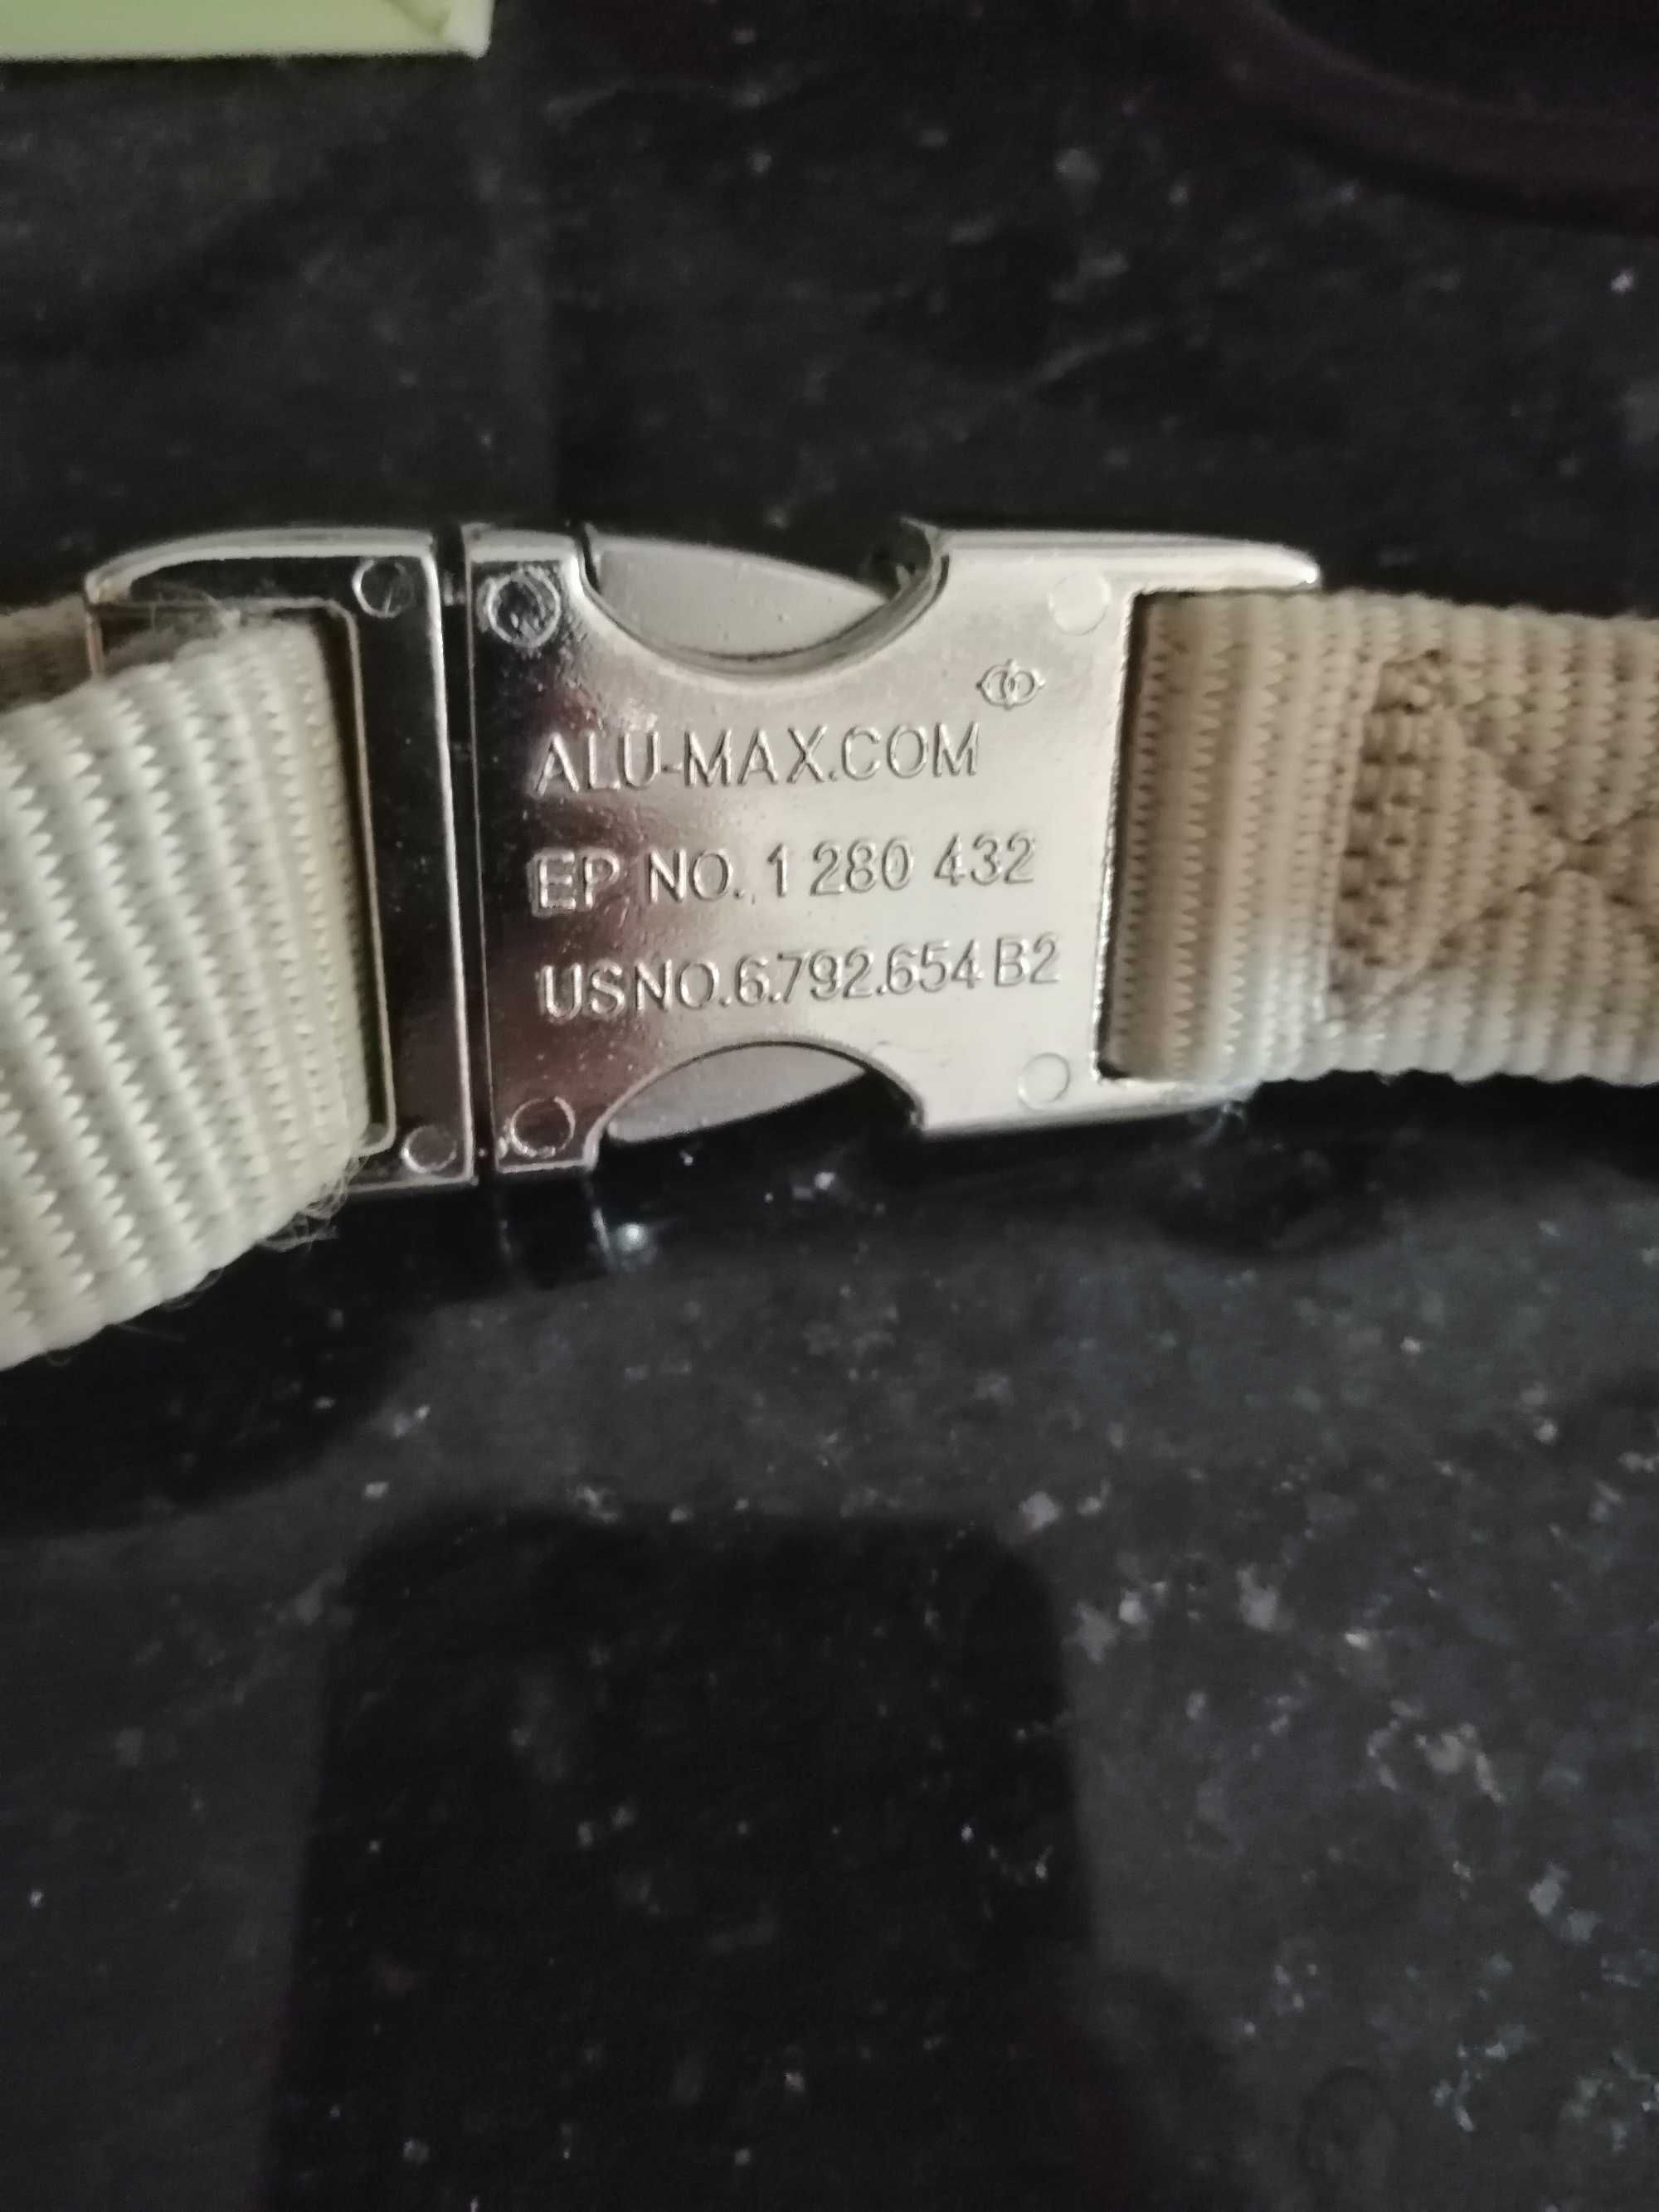 ALU-MAX.COM
EP NO. 1 280 432
US NO. 6.792.654 B2